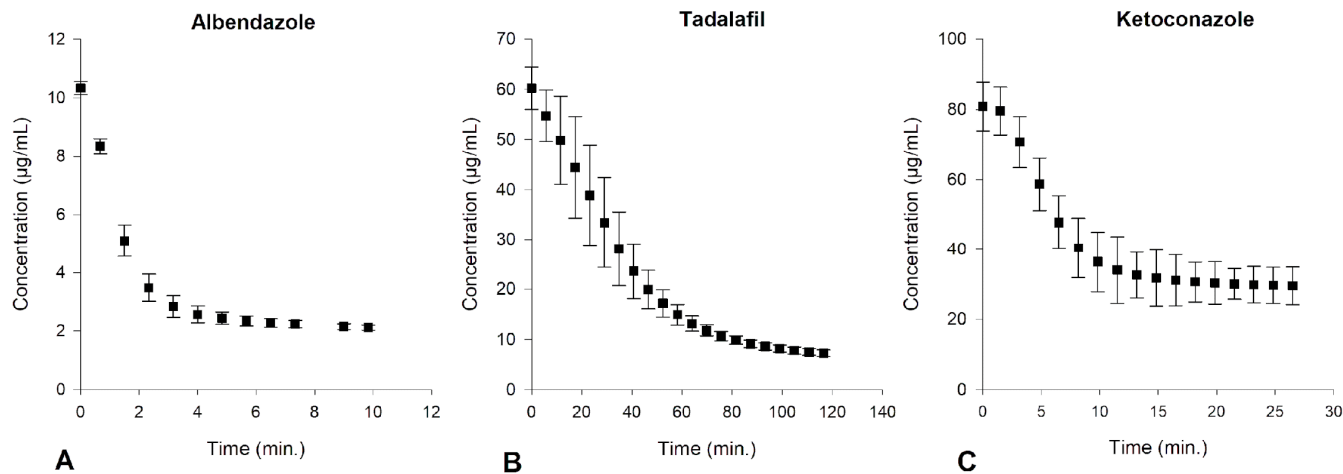 Albendazole
12
10
8
6
4
2
0
0 2 4 6 8 10 12
Concentration (µg/mL)
Time (min.)
A
Tadalafil
70
60
50
40
30
20
10
0
0 20 40 60 80 100 120 140
Concentration (µg/mL)
Time (min.)
B
Ketoconazole
100
80
60
40
20
0
0 5 10 15 20 25 30
Concentration (µg/mL)
Time (min.)
C